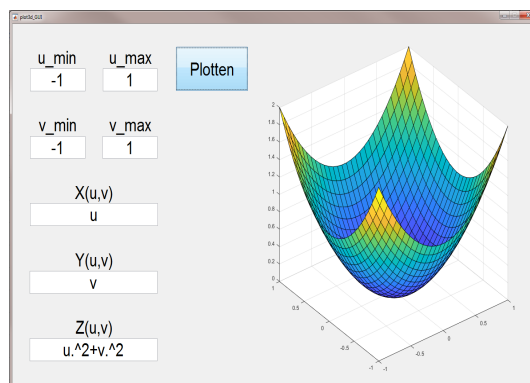 plot3d_GUI
u_min u_max
-1 1
Plotten
v_min v_max
-1 1
X(u,v)
u
Y(u,v)
v
Z(u,v)
u.^2+v.^2
2
1.8
1.6
1.4
1.2
1
0.8
0.6
0.4
0.2
0
1
0.5
0
-0.5
-1
-1
-0.5
0
0.5
1